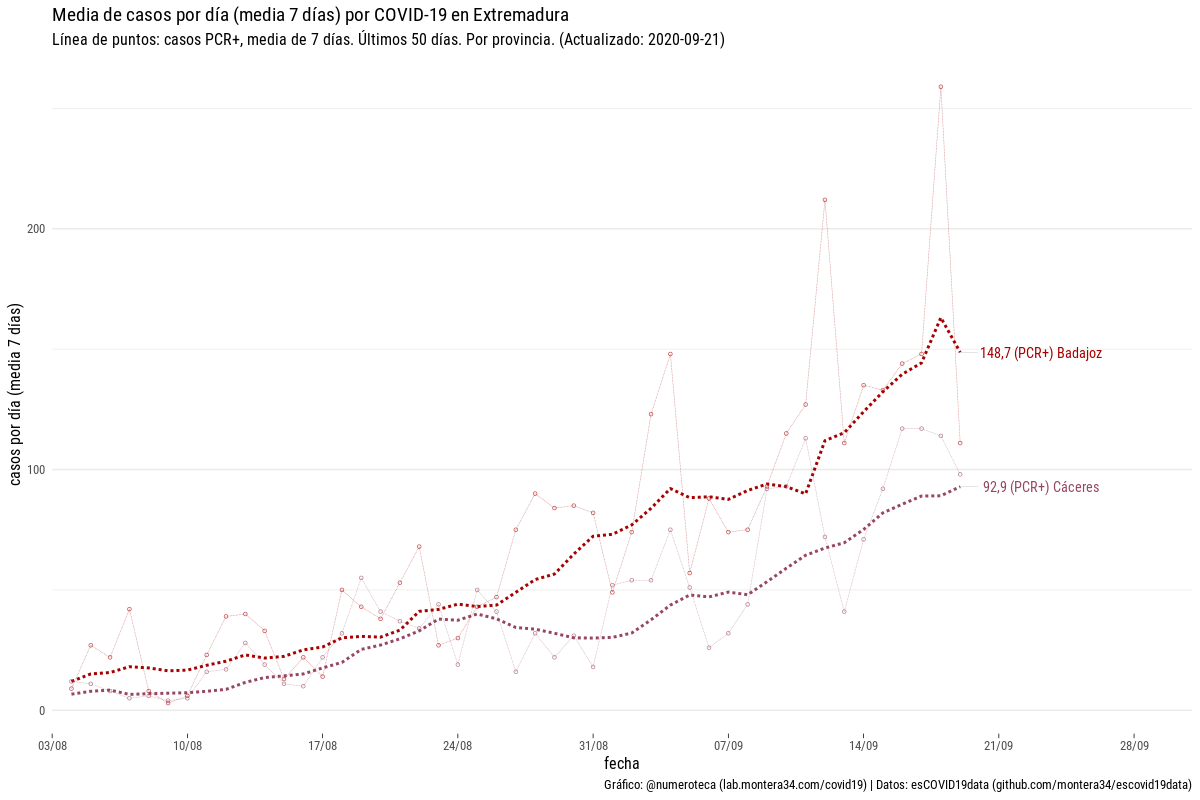 Media de casos por día (media 7 días) por COVID-19 en Extremadura
Línea de puntos: casos PCR+, media de 7 días. Últimos 50 días. Por provincia. (Actualizado: 2020-09-21)
casos por día (media 7 días)
200
100
0
148,7 (PCR+) Badajoz
92,9 (PCR+) Cáceres
03/08
10/08
17/08
24/08
31/08
07/09
14/09
21/09
28/09
fecha
Gráfico: @numeroteca (lab.montera34.com/covid19) | Datos: esCOVID19data (github.com/montera34/escovid19data)